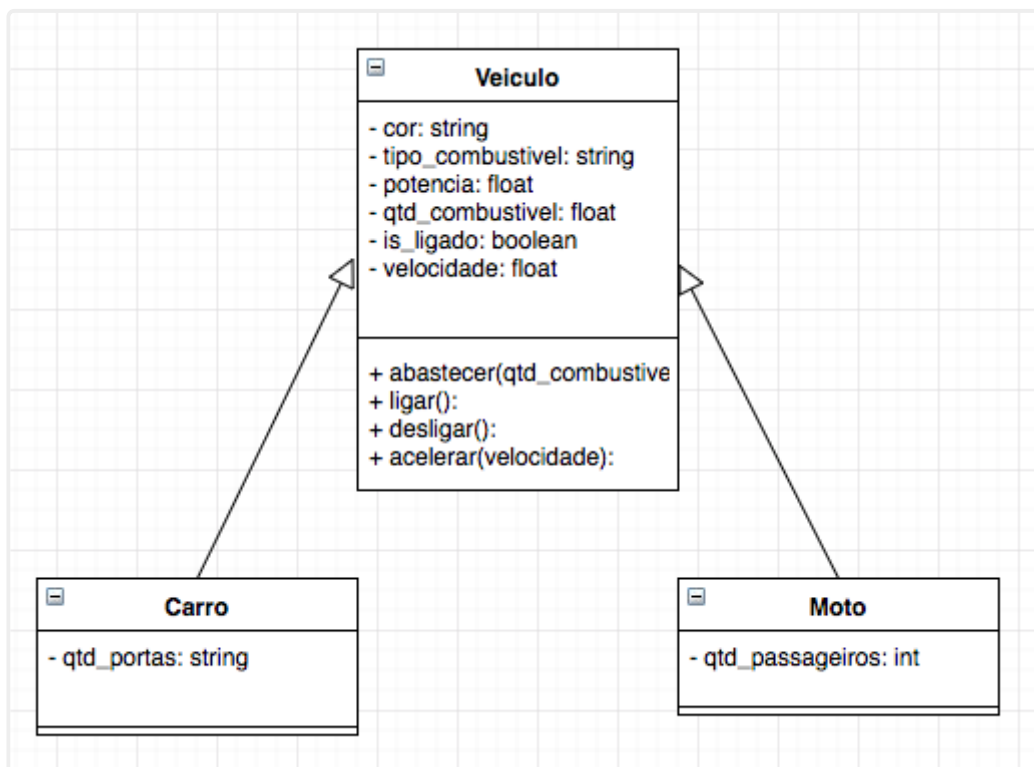 Veiculo
- cor: string
- tipo_combustivel: string
- potencia: float
- qtd_combustivel: float
- is_ligado: boolean
- velocidade: float
+ abastecer(qtd_combustive
+ ligar():
+ desligar():
+ acelerar(velocidade):
Carro
- qtd_portas: string
Moto
- qtd_passageiros: int